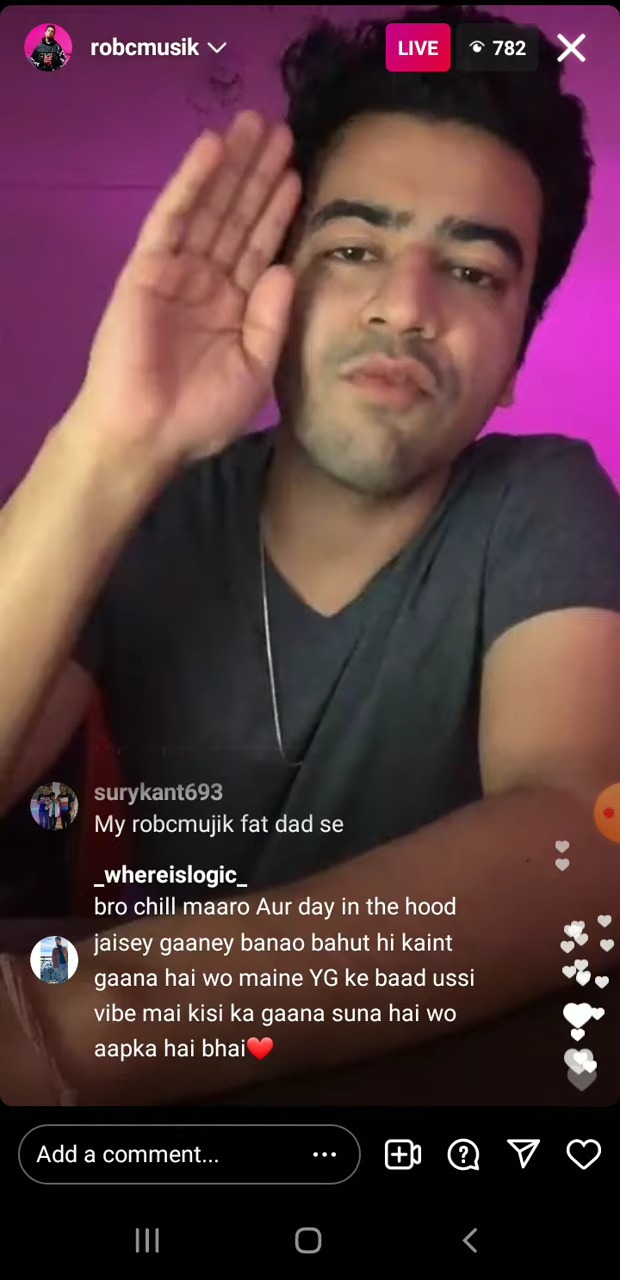 robcmusik
LIVE
782
surykant693
My robcmujik fat dad se
_whereislogic_
bro chill maaro Aur day in the hood
jaisey gaaney banao bahut hi kaint
gaana hai wo maine YG ke baad ussi
vibe mai kisi ka gaana suna hai wo
aapka hai bhai❤️
Add a comment...